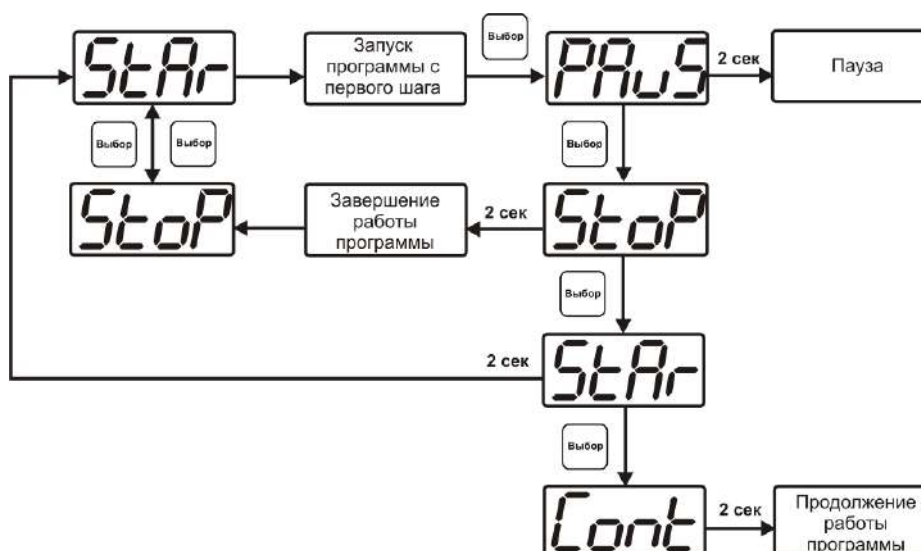 StAr
Запуск
программы с
первого шага
Выбор
PAuS
2 сек
Пауза
Выбор
Выбор
Выбор
StoP
Завершение
работы
программы
2 сек
StoP
Выбор
2 сек
StAr
Выбор
Cont
2 сек
Продолжение
работы
программы